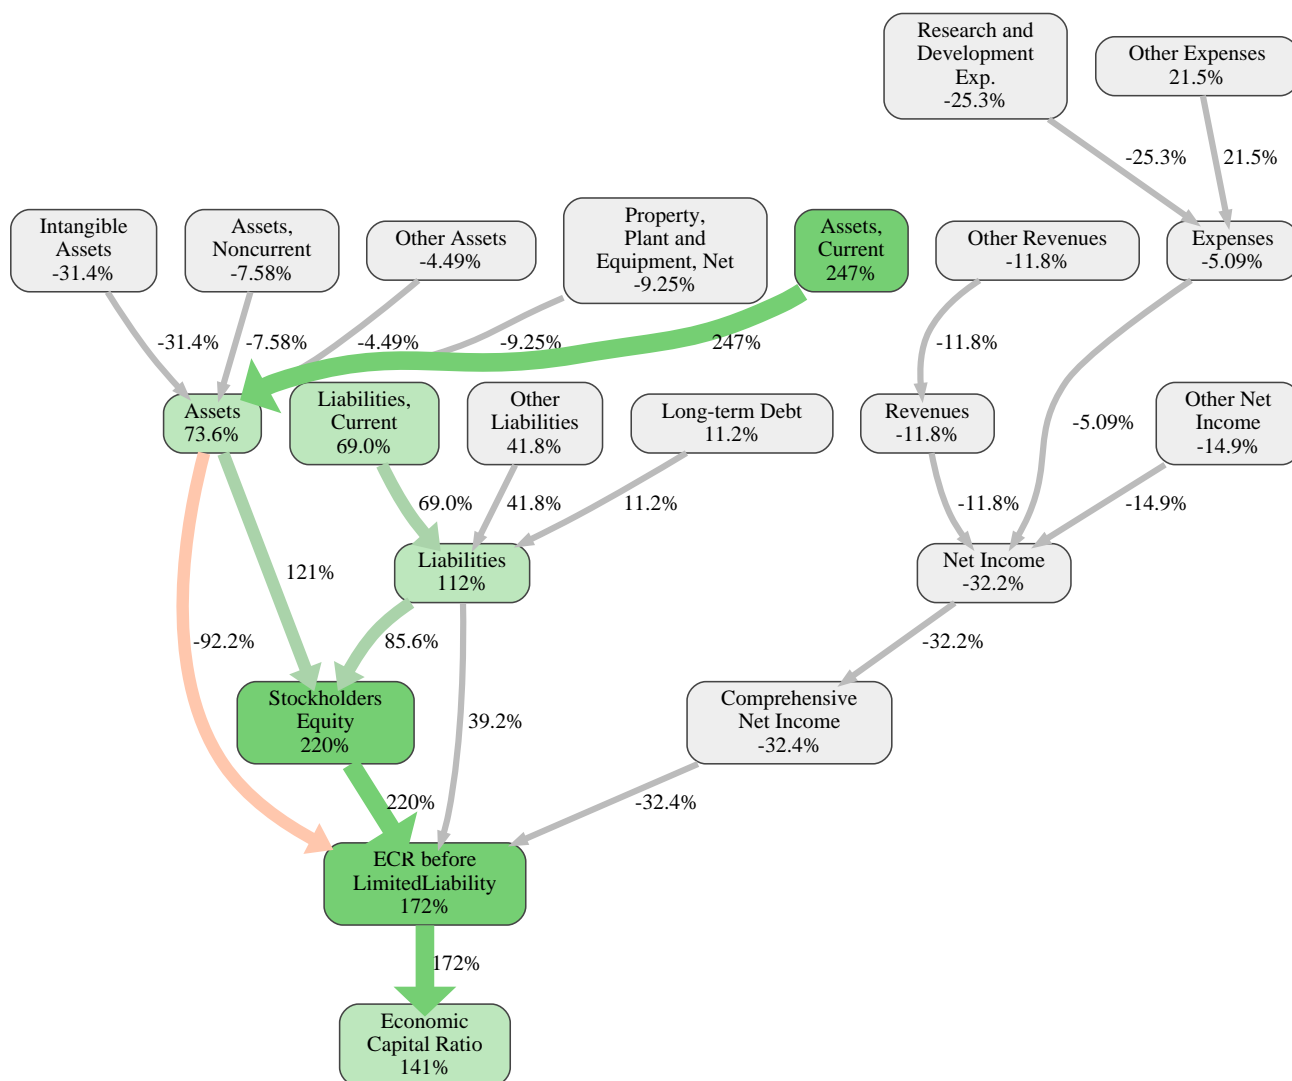 Research and
Development
Exp.
-25.3%
Other Expenses
21.5%
-25.3%
21.5%
Intangible
Assets
-31.4%
Assets,
Noncurrent
-7.58%
Other Assets
-4.49%
Property,
Plant and
Equipment, Net
-9.25%
Assets,
Current
247%
Other Revenues
-11.8%
Expenses
-5.09%
-31.4%
-7.58%
-4.49%
-9.25%
247%
-11.8%
Assets
73.6%
Liabilities,
Current
69.0%
Other
Liabilities
41.8%
Long-term Debt
11.2%
Revenues
-11.8%
-5.09%
Other Net
Income
-14.9%
69.0%
41.8%
11.2%
-11.8%
-14.9%
121%
Liabilities
112%
Net Income
-32.2%
-92.2%
85.6%
-32.2%
Stockholders
Equity
220%
39.2%
Comprehensive
Net Income
-32.4%
220%
-32.4%
ECR before
LimitedLiability
172%
172%
Economic
Capital Ratio
141%